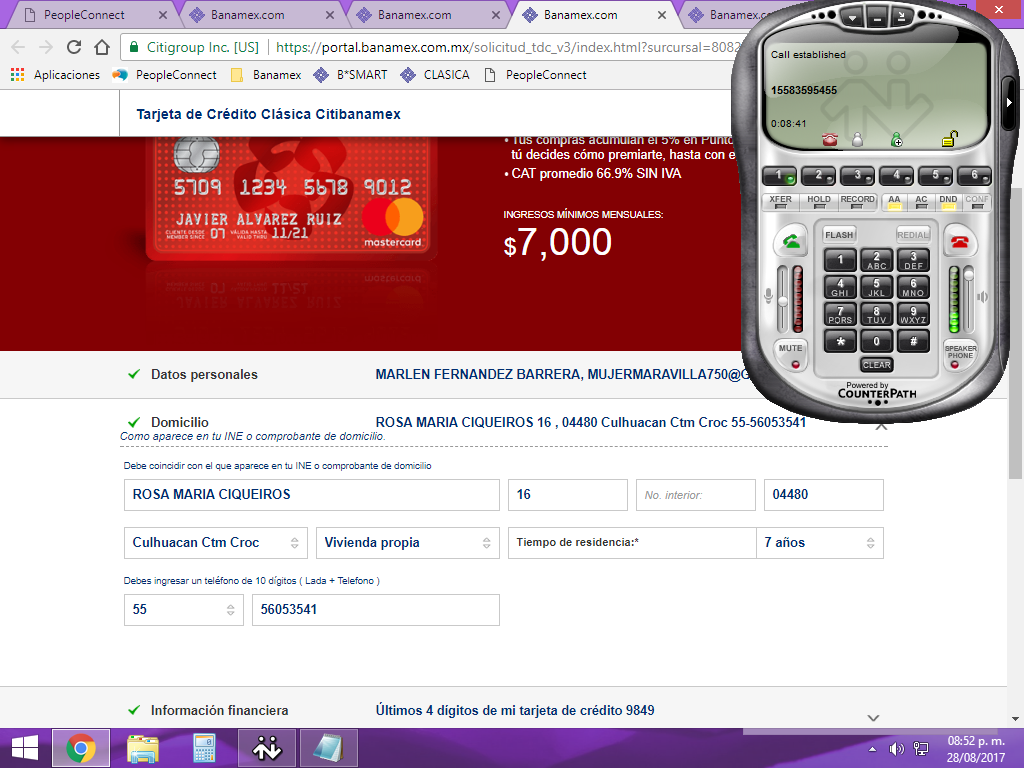 PeopleConnect
Banamex.com
Banamex.com
Banamex.com
Banamex.c
Citigroup Inc. [US]
https://portal.banamex.com.mx/solicitud_tdc_v3/index.html?surcursal=8082
Aplicaciones
PeopleConnect
Banamex
B*SMART
CLASICA
PeopleConnect
Tarjeta de Crédito Clásica Citibanamex
5709 1234 5678 9012
JAVIER ALVAREZ RUIZ
CLIENTE DESDE MEMBER SINCE 07 VÁLIDA HASTA VALID THRU 11/21
mastercard
• Tus compras acumulan el 5% en Punto
tú decides cómo premiarte, hasta con e
• CAT promedio 66.9% SIN IVA
INGRESOS MÍNIMOS MENSUALES:
$7,000
Call established
15583595455
0:08:41
1 2 3 4 5 6
XFER HOLD RECORD AA AC DND CONF
FLASH REDIAL
1 2 ABC 3 DEF
4 GHI 5 JKL 6 MNO
7 PQRS 8 TUV 9 WXYZ
* 0 #
MUTE
SPEAKER PHONE
CLEAR
Powered by
COUNTERPATH
Datos personales
MARLEN FERNANDEZ BARRERA, MUJERMARAVILLA750@G
Domicilio
ROSA MARIA CIQUEIROS 16 , 04480 Culhuacan Ctm Croc 55-56053541
Como aparece en tu INE o comprobante de domicilio.
Debe coincidir con el que aparece en tu INE o comprobante de domicilio
ROSA MARIA CIQUEIROS
16
No. interior:
04480
Culhuacan Ctm Croc
Vivienda propia
Tiempo de residencia:*
7 años
Debes ingresar un teléfono de 10 dígitos ( Lada + Telefono )
55
56053541
Información financiera
Últimos 4 dígitos de mi tarjeta de crédito 9849
08:52 p. m.
28/08/2017